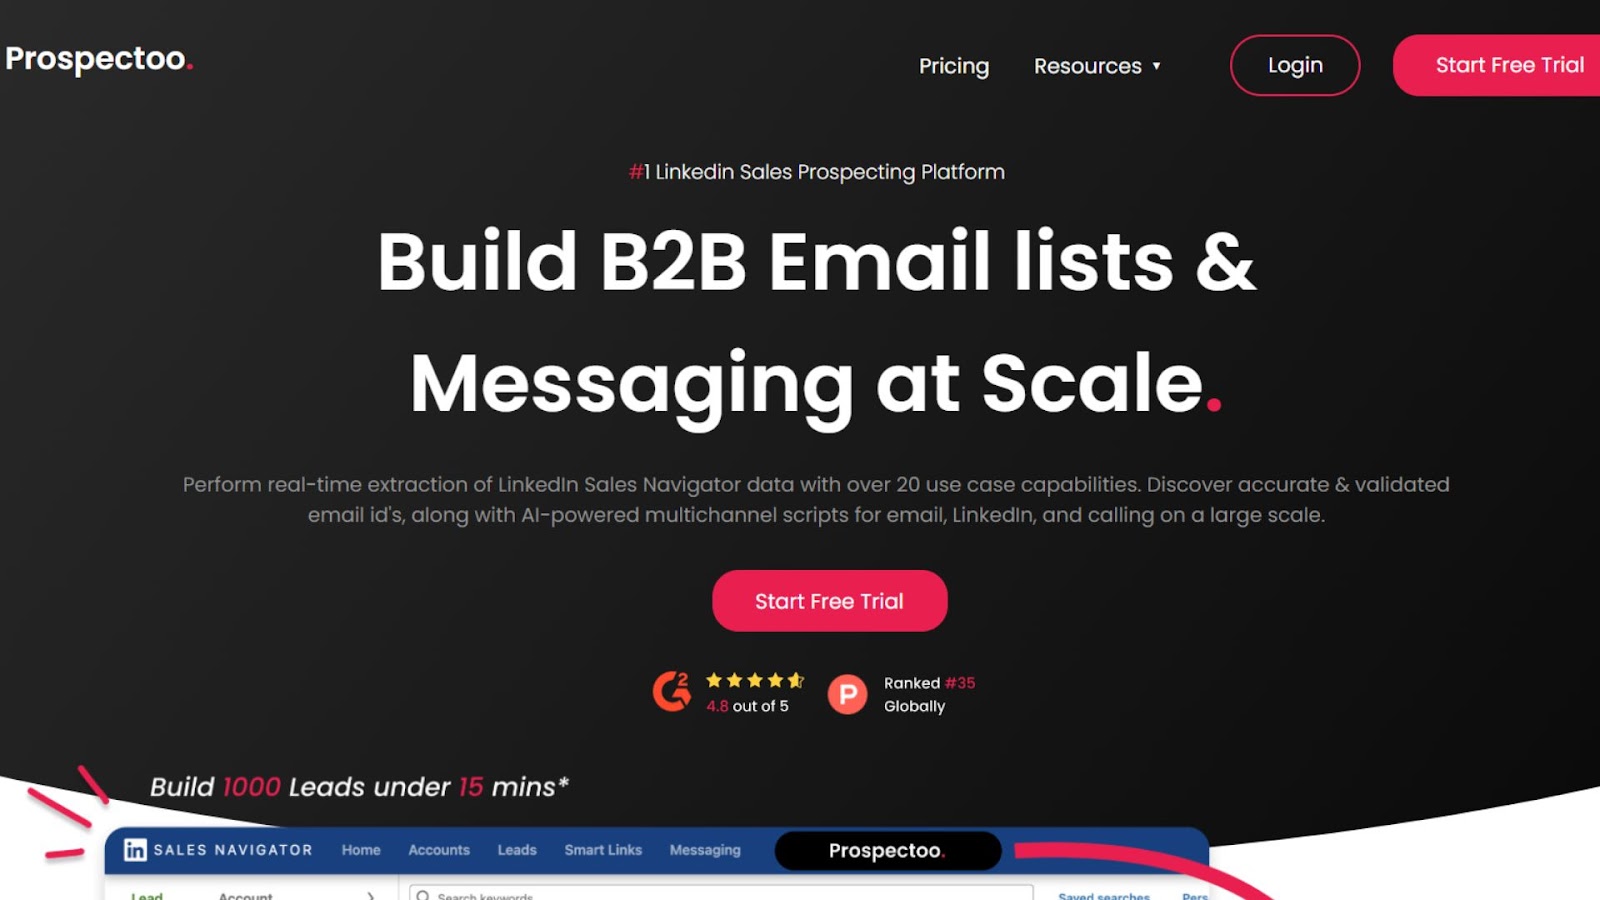 Prospectoo.
Pricing
Resources ▼
Login
Start Free Trial
#1 Linkedin Sales Prospecting Platform
Build B2B Email lists &
Messaging at Scale.
Perform real-time extraction of LinkedIn Sales Navigator data with over 20 use case capabilities. Discover accurate & validated
email id's, along with AI-powered multichannel scripts for email, LinkedIn, and calling on a large scale.
Start Free Trial
G2
4.8 out of 5
P
Ranked #35
Globally
Build 1000 Leads under 15 mins*
in SALES NAVIGATOR
Home
Accounts
Leads
Smart Links
Messaging
Prospectoo.
Lead
Account
Search keywords
Saved searches
Pers